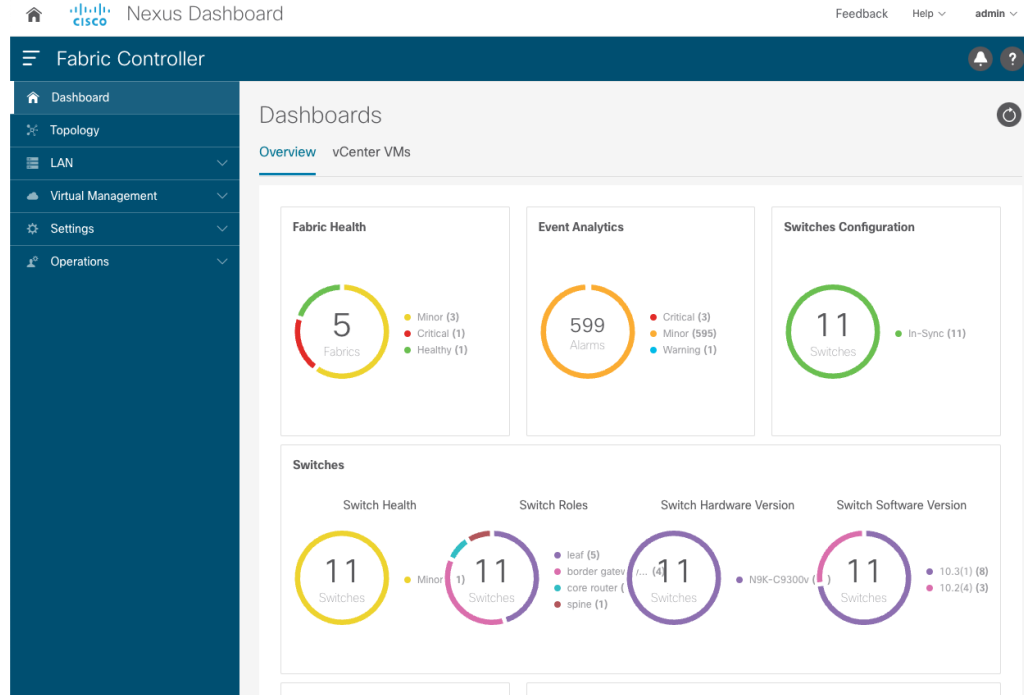 CISCO Nexus Dashboard
Feedback
Help
admin
Fabric Controller
?
Dashboard
Topology
LAN
Virtual Management
Settings
Operations
Dashboards
Overview
vCenter VMs
Fabric Health
5
Fabrics
Minor (3)
Critical (1)
Healthy (1)
Event Analytics
599
Alarms
Critical (3)
Minor (595)
Warning (1)
Switches Configuration
11
Switches
In-Sync (11)
Switches
Switch Health
11
Switches
Minor 1)
Switch Roles
11
Switches
leaf (5)
border gatew ... (4)
core router (
spine (1)
Switch Hardware Version
11
Switches
N9K-C9300v ( )
Switch Software Version
11
Switches
10.3(1) (8)
10.2(4) (3)